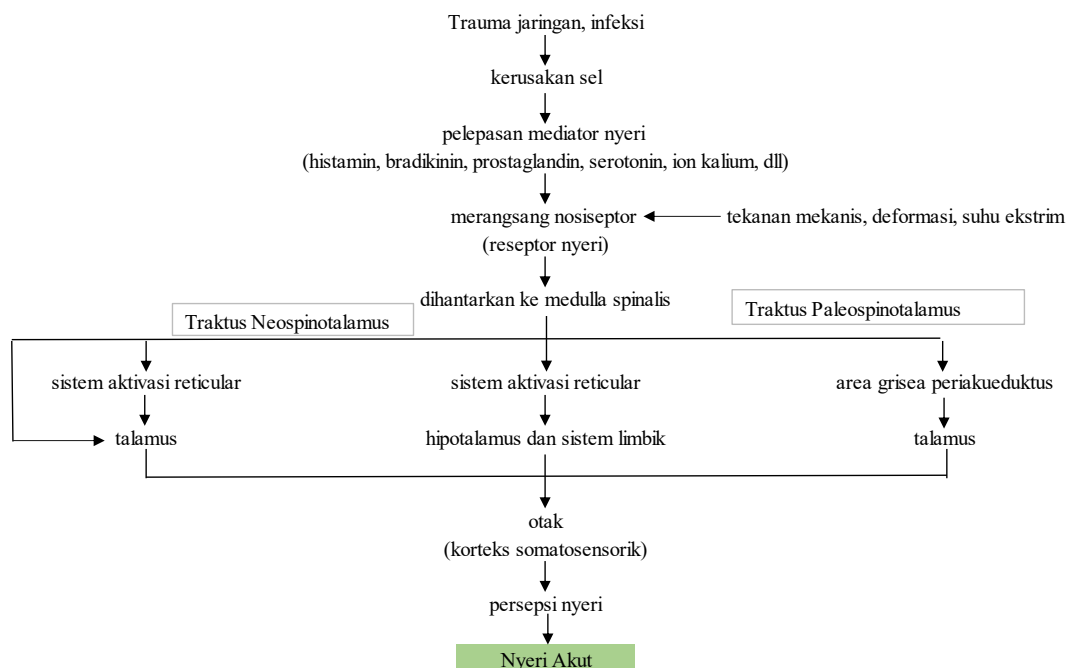 Trauma jaringan, infeksi
kerusakan sel
pelepasan mediator nyeri
(histamin, bradikinin, prostaglandin, serotonin, ion kalium, dll)
merangsang nosiseptor
tekanan mekanis, deformasi, suhu ekstrim
(reseptor nyeri)
dihantarkan ke medulla spinalis
Traktus Neospinotalamus
Traktus Paleospinotalamus
sistem aktivasi reticular
sistem aktivasi reticular
area grisea periakueduktus
talamus
hipotalamus dan sistem limbik
talamus
otak
(korteks somatosensorik)
persepsi nyeri
Nyeri Akut